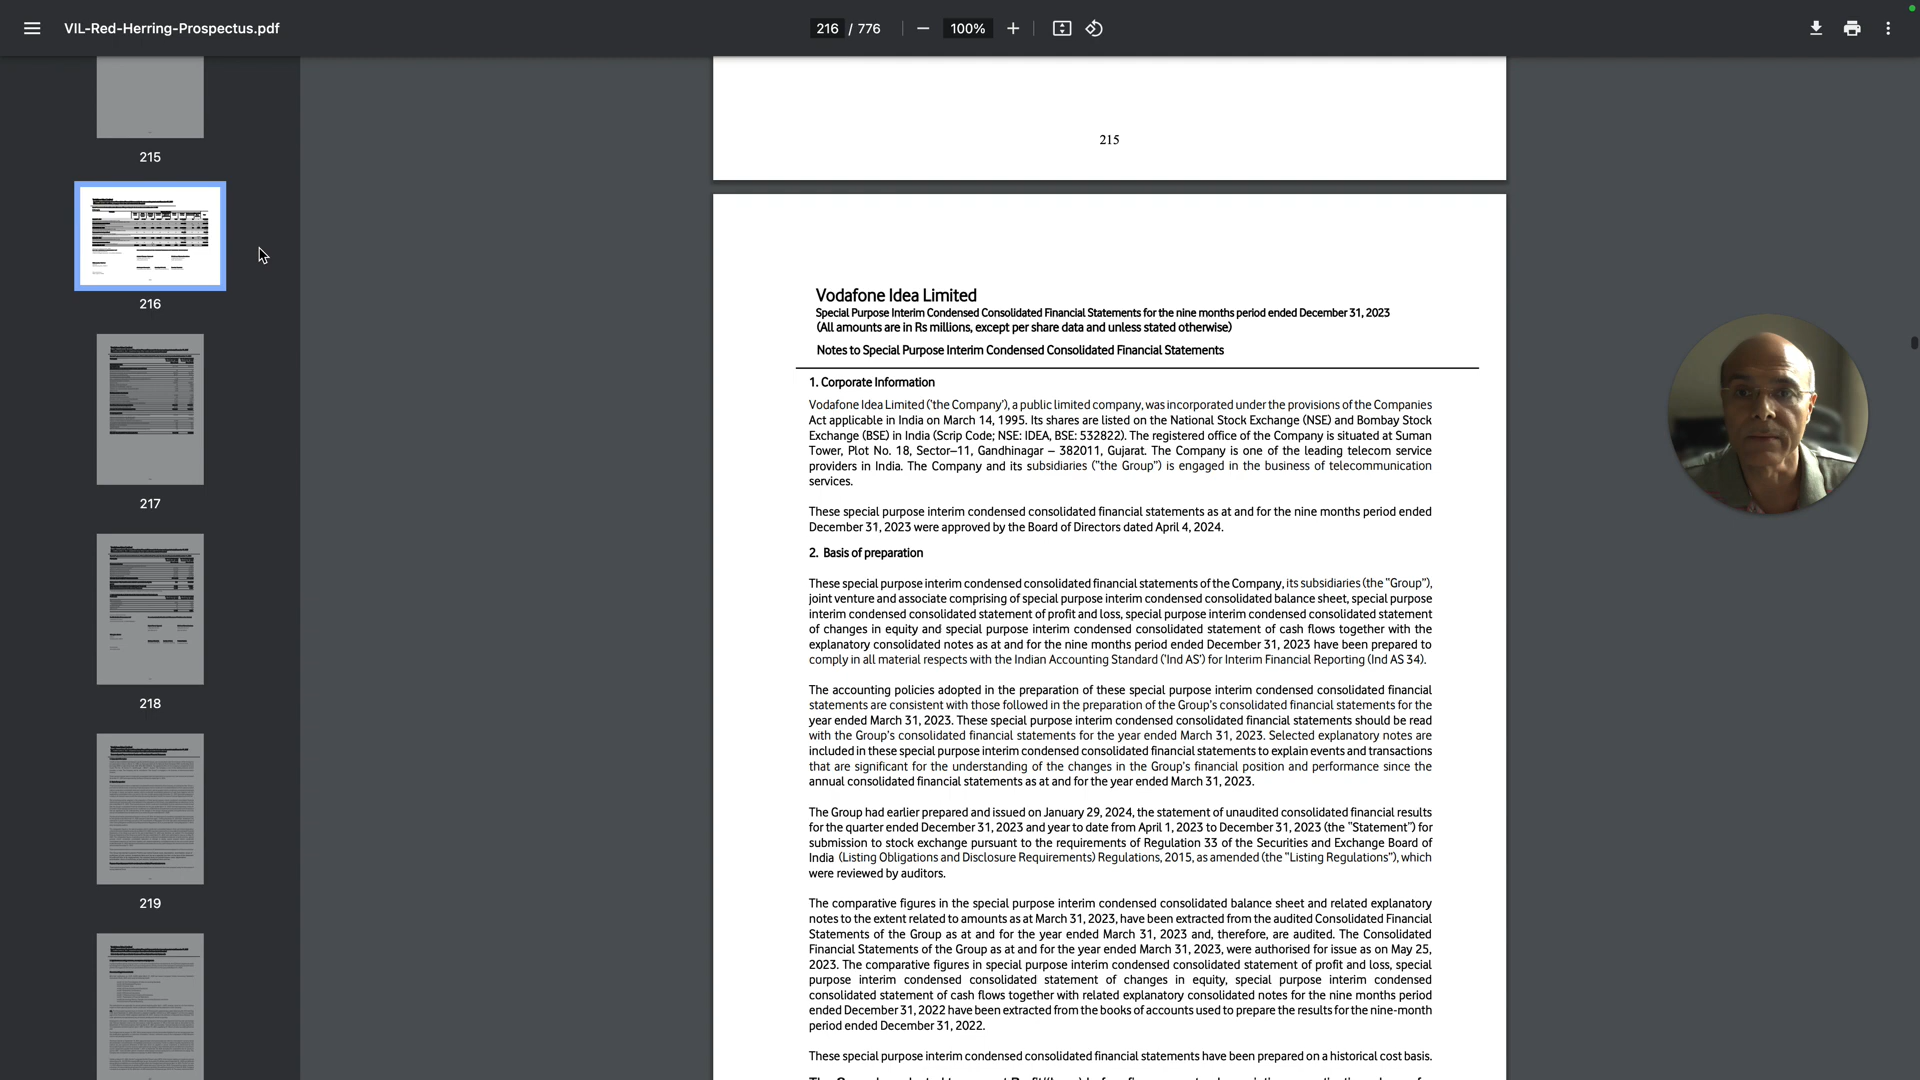 VIL-Red-Herring-Prospectus.pdf
216 / 776
100%
215
216
217
218
219
215
Vodafone Idea Limited
Special Purpose Interim Condensed Consolidated Financial Statements for the nine months period ended December 31, 2023
(All amounts are in Rs millions, except per share data and unless stated otherwise)
Notes to Special Purpose Interim Condensed Consolidated Financial Statements
1. Corporate Information
Vodafone Idea Limited ('the Company'), a public limited company, was incorporated under the provisions of the Companies
Act applicable in India on March 14, 1995. Its shares are listed on the National Stock Exchange (NSE) and Bombay Stock
Exchange (BSE) in India (Scrip Code; NSE: IDEA, BSE: 532822). The registered office of the Company is situated at Suman
Tower, Plot No. 18, Sector–11, Gandhinagar – 382011, Gujarat. The Company is one of the leading telecom service
providers in India. The Company and its subsidiaries ("the Group") is engaged in the business of telecommunication
services.
These special purpose interim condensed consolidated financial statements as at and for the nine months period ended
December 31, 2023 were approved by the Board of Directors dated April 4, 2024.
2. Basis of preparation
These special purpose interim condensed consolidated financial statements of the Company, its subsidiaries (the "Group"),
joint venture and associate comprising of special purpose interim condensed consolidated balance sheet, special purpose
interim condensed consolidated statement of profit and loss, special purpose interim condensed consolidated statement
of changes in equity and special purpose interim condensed consolidated statement of cash flows together with the
explanatory consolidated notes as at and for the nine months period ended December 31, 2023 have been prepared to
comply in all material respects with the Indian Accounting Standard ('Ind AS') for Interim Financial Reporting (Ind AS 34).
The accounting policies adopted in the preparation of these special purpose interim condensed consolidated financial
statements are consistent with those followed in the preparation of the Group's consolidated financial statements for the
year ended March 31, 2023. These special purpose interim condensed consolidated financial statements should be read
with the Group's consolidated financial statements for the year ended March 31, 2023. Selected explanatory notes are
included in these special purpose interim condensed consolidated financial statements to explain events and transactions
that are significant for the understanding of the changes in the Group's financial position and performance since the
annual consolidated financial statements as at and for the year ended March 31, 2023.
The Group had earlier prepared and issued on January 29, 2024, the statement of unaudited consolidated financial results
for the quarter ended December 31, 2023 and year to date from April 1, 2023 to December 31, 2023 (the "Statement") for
submission to stock exchange pursuant to the requirements of Regulation 33 of the Securities and Exchange Board of
India (Listing Obligations and Disclosure Requirements) Regulations, 2015, as amended (the "Listing Regulations"), which
were reviewed by auditors.
The comparative figures in the special purpose interim condensed consolidated balance sheet and related explanatory
notes to the extent related to amounts as at March 31, 2023, have been extracted from the audited Consolidated Financial
Statements of the Group as at and for the year ended March 31, 2023 and, therefore, are audited. The Consolidated
Financial Statements of the Group as at and for the year ended March 31, 2023, were authorised for issue as on May 25,
2023. The comparative figures in special purpose interim condensed consolidated statement of profit and loss, special
purpose interim condensed consolidated statement of changes in equity, special purpose interim condensed
consolidated statement of cash flows together with related explanatory consolidated notes for the nine months period
ended December 31, 2022 have been extracted from the books of accounts used to prepare the results for the nine-month
period ended December 31, 2022.
These special purpose interim condensed consolidated financial statements have been prepared on a historical cost basis.